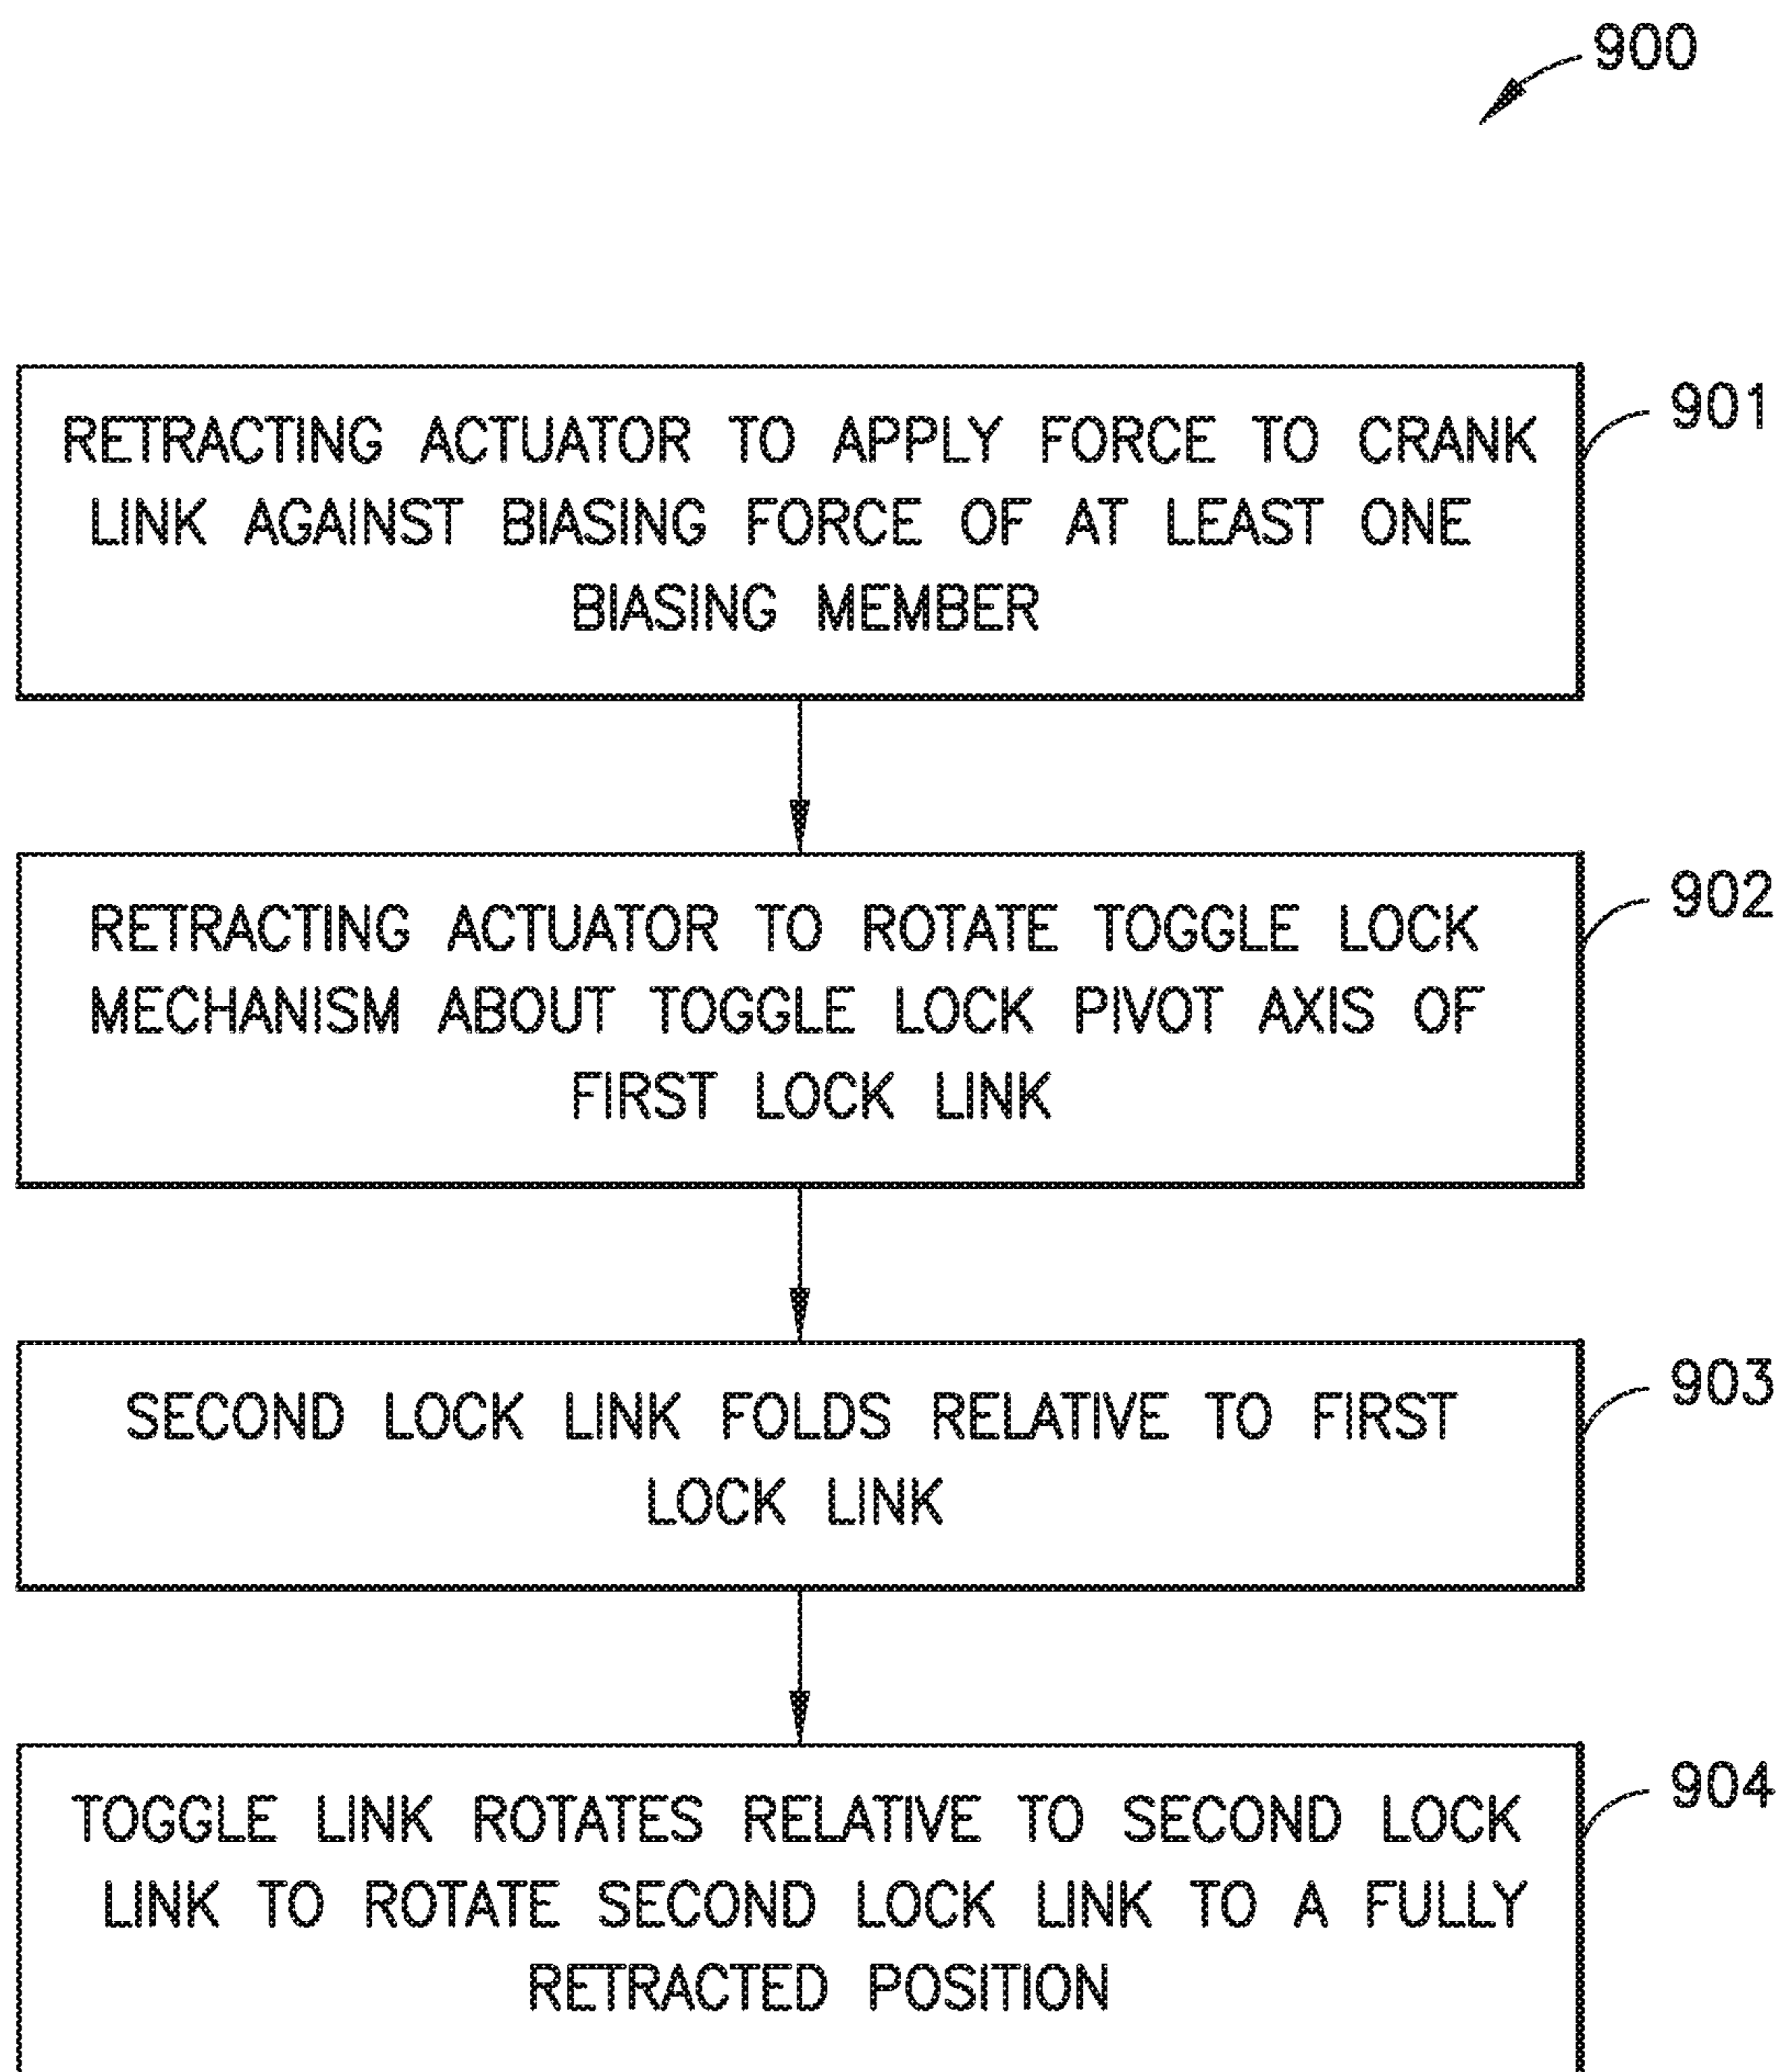 900
RETRACTING ACTUATOR TO APPLY FORCE TO CRANK
LINK AGAINST BIASING FORCE OF AT LEAST ONE
BIASING MEMBER
901
RETRACTING ACTUATOR TO ROTATE TOGGLE LOCK
MECHANISM ABOUT TOGGLE LOCK PIVOT AXIS OF
FIRST LOCK LINK
902
SECOND LOCK LINK FOLDS RELATIVE TO FIRST
LOCK LINK
903
TOGGLE LINK ROTATES RELATIVE TO SECOND LOCK
LINK TO ROTATE SECOND LOCK LINK TO A FULLY
RETRACTED POSITION
904